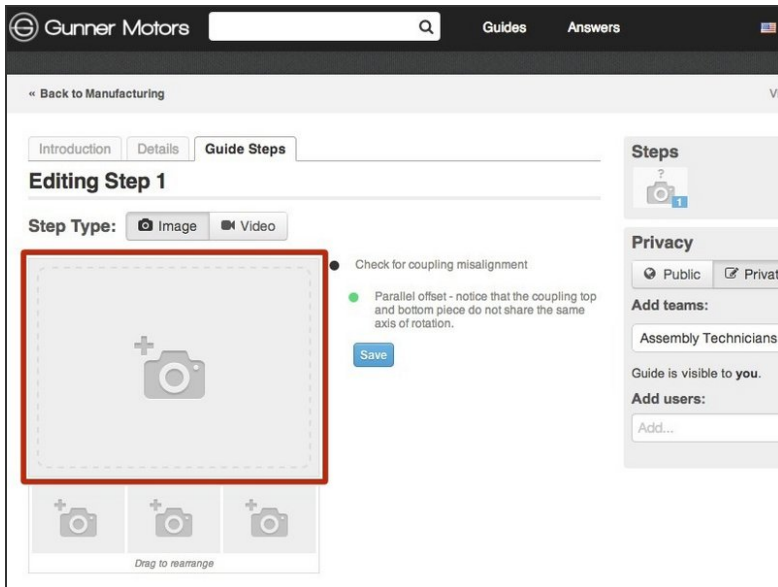 Gunner Motors
Guides
Answers
« Back to Manufacturing
Introduction
Details
Guide Steps
Editing Step 1
Step Type:
Image
Video
Check for coupling misalignment
Parallel offset - notice that the coupling top
and bottom piece do not share the same
axis of rotation.
Save
Drag to rearrange
Steps
?
1
Privacy
Public
Privat
Add teams:
Assembly Technicians
Guide is visible to you.
Add users:
Add...